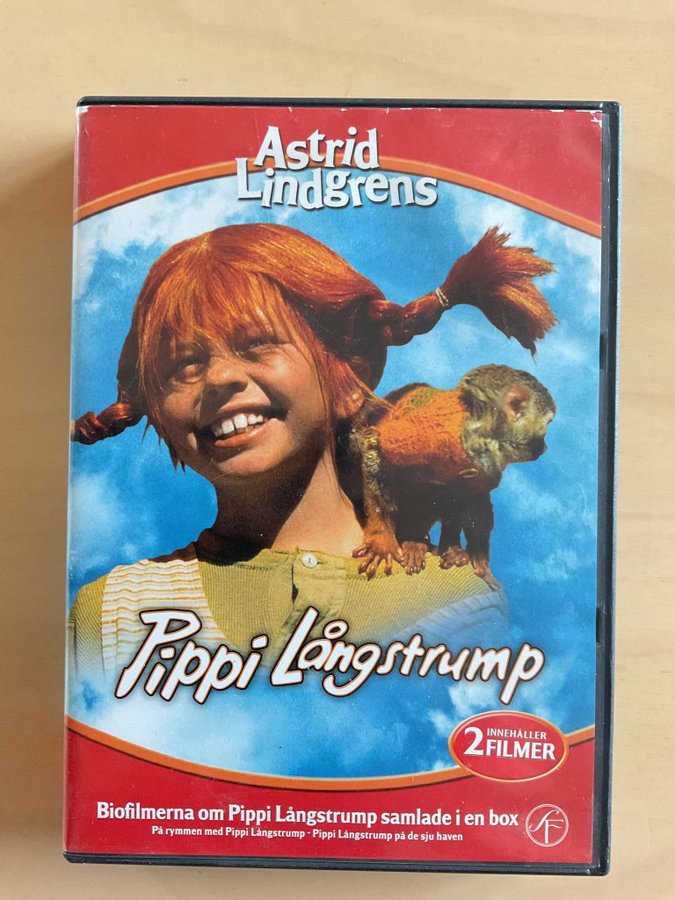 Astrid
Lindgrens
Pippi Långstrump
2 INNEHÅLLER
FILMER
Biofilmerna om Pippi Långstrump samlade i en box
På rymmen med Pippi Långstrump - Pippi Långstrump på de sju haven
SF